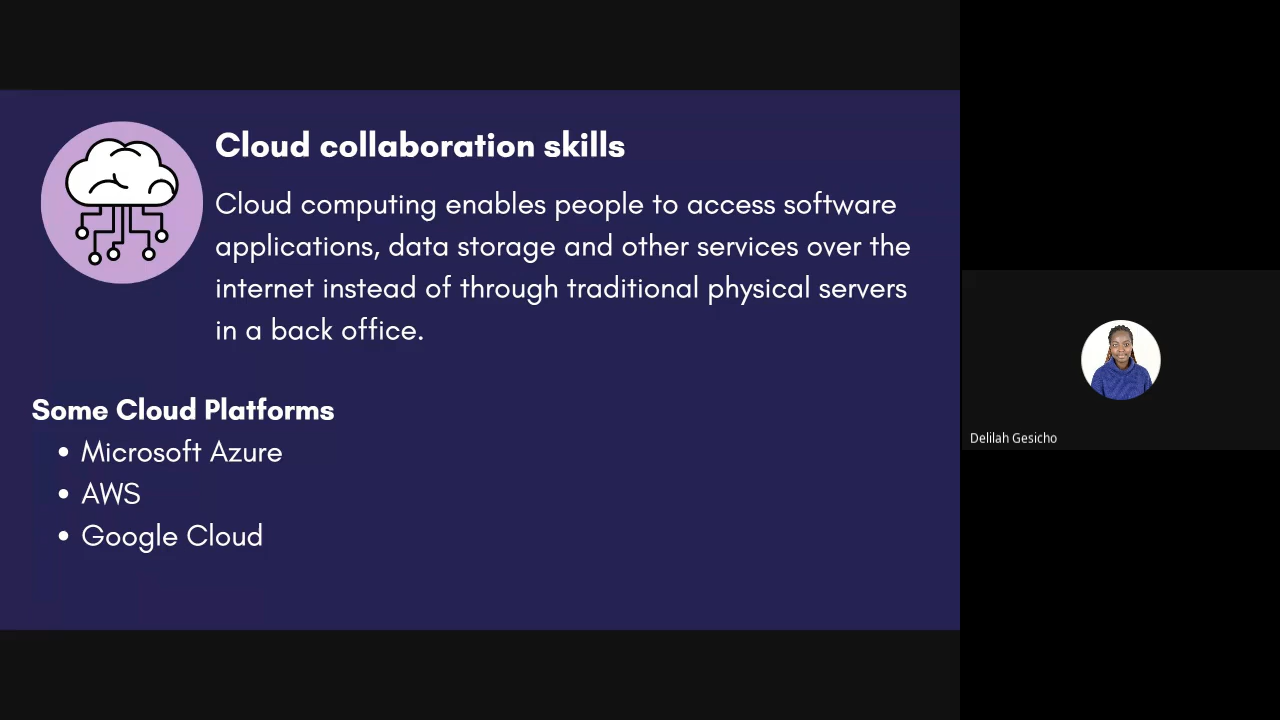 Cloud collaboration skills
Cloud computing enables people to access software
applications, data storage and other services over the
internet instead of through traditional physical servers
in a back office.
Some Cloud Platforms
• Microsoft Azure
• AWS
• Google Cloud
Delilah Gesicho